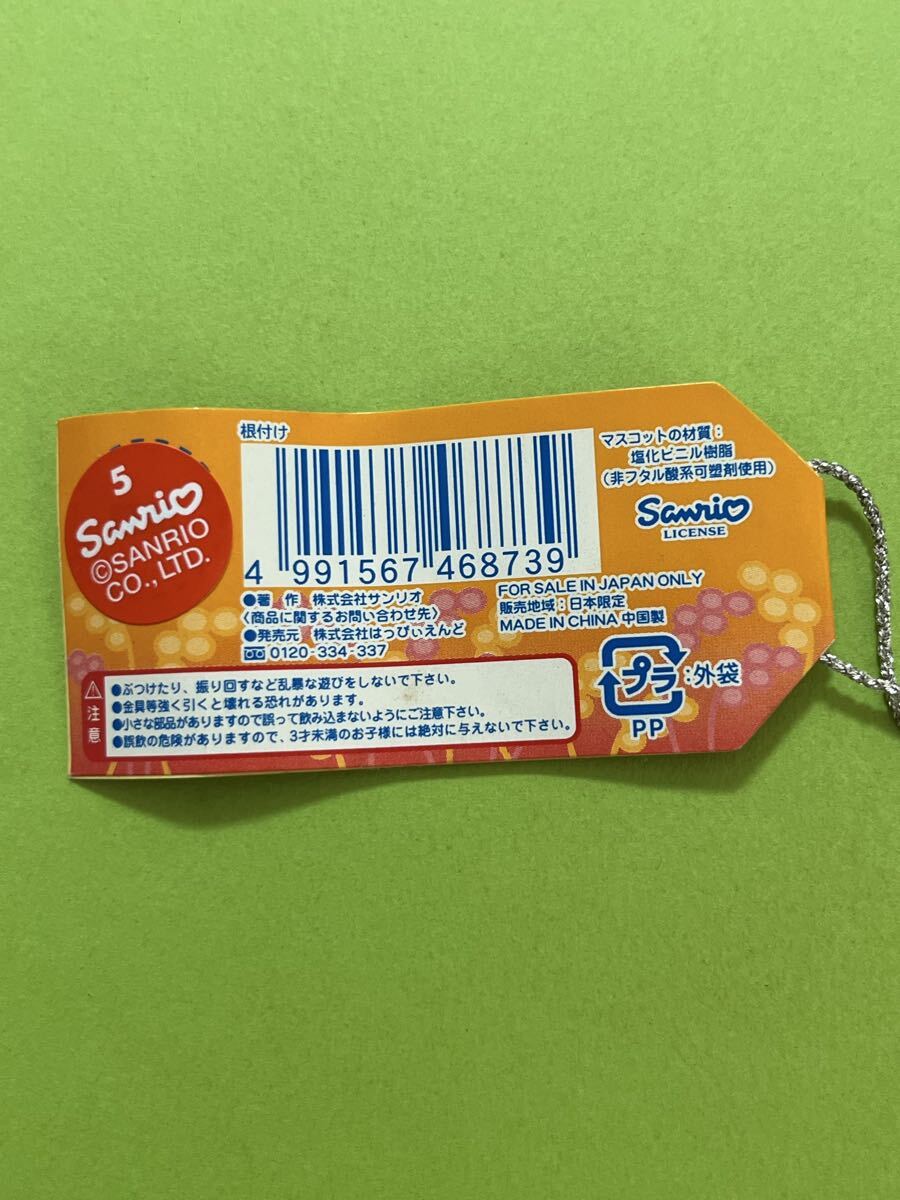 5
Sanrio
©SANRIO
CO., LTD.
根付け
4 991567 468739
●著 作 株式会社サンリオ
〈商品に関するお問い合わせ先〉
●発売元 株式会社はっぴぃえんど
0120-334-337
マスコットの材質：
塩化ビニル樹脂
（非フタル酸系可塑剤使用）
Sanrio
LICENSE
FOR SALE IN JAPAN ONLY
販売地域：日本限定
MADE IN CHINA 中国製
プラ：外袋
PP
注意
●ぶつけたり、振り回すなど乱暴な遊びをしないで下さい。
●金具等強く引くと壊れる恐れがあります。
●小さな部品がありますので誤って飲み込まないようにご注意下さい。
●誤飲の危険がありますので、3才未満のお子様には絶対に与えないで下さい。